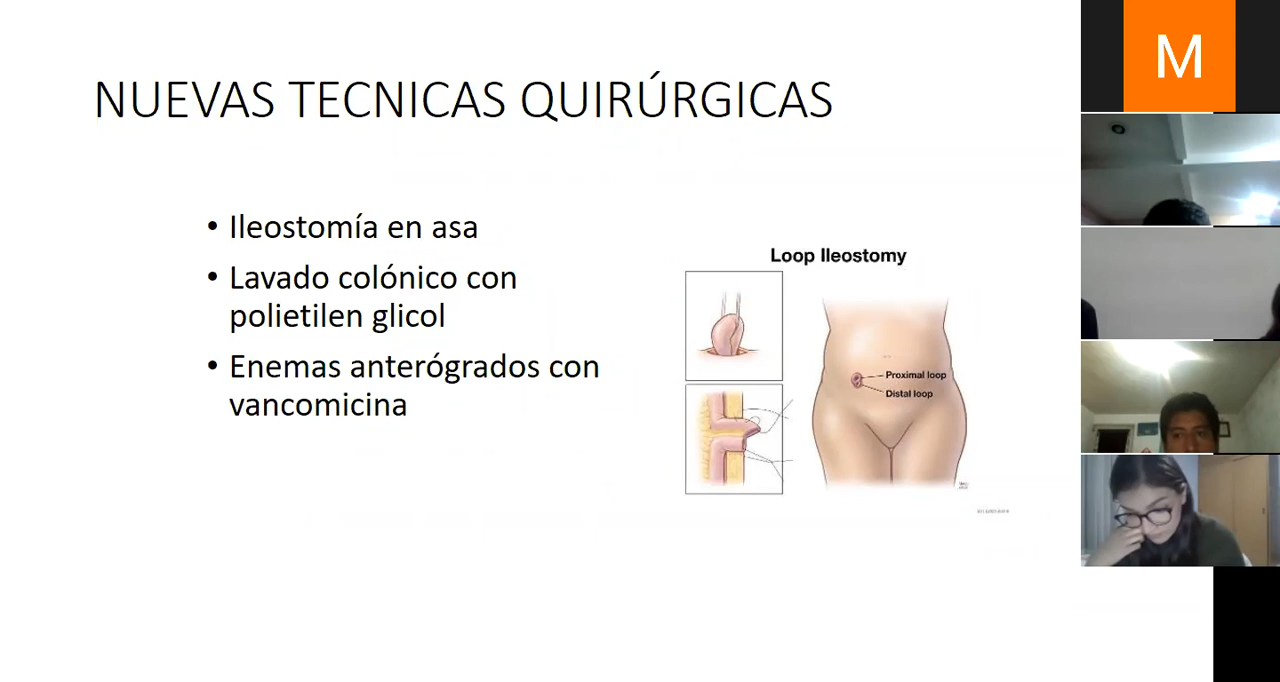 NUEVAS TECNICAS QUIRÚRGICAS
• Ileostomía en asa
• Lavado colónico con
polietilen glicol
• Enemas anterógrados con
vancomicina
Loop Ileostomy
Proximal loop
Distal loop
M